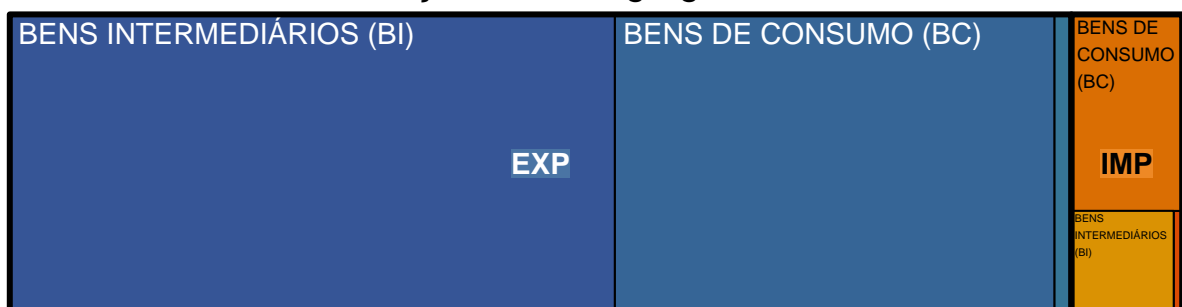 BENS INTERMEDIÁRIOS (BI)
BENS DE CONSUMO (BC)
EXP
BENS DE
CONSUMO
(BC)
IMP
BENS
INTERMEDIÁRIOS
(BI)